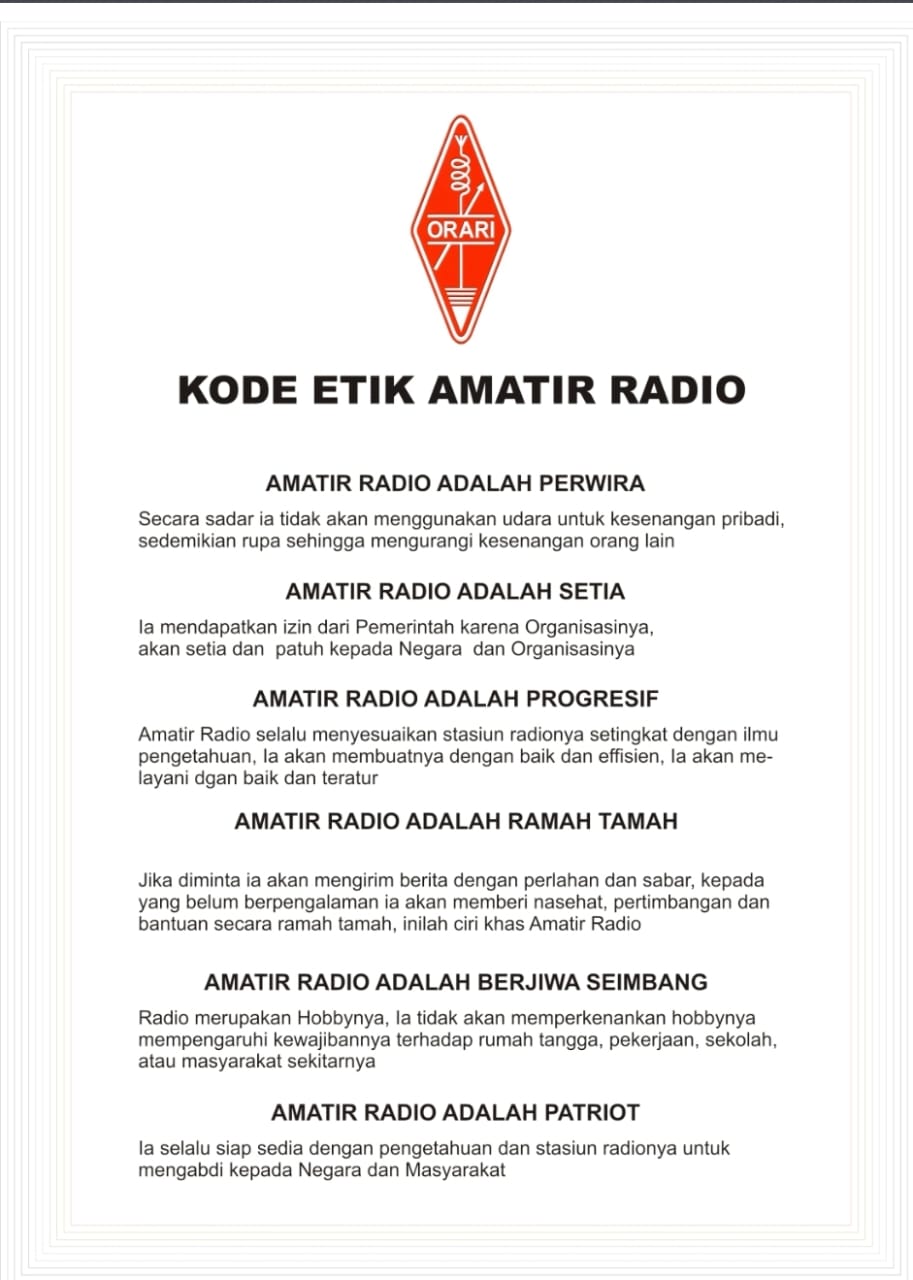 ORARI
KODE ETIK AMATIR RADIO
AMATIR RADIO ADALAH PERWIRA
Secara sadar ia tidak akan menggunakan udara untuk kesenangan pribadi,
sedemikian rupa sehingga mengurangi kesenangan orang lain
AMATIR RADIO ADALAH SETIA
Ia mendapatkan izin dari Pemerintah karena Organisasinya,
akan setia dan  patuh kepada Negara  dan Organisasinya
AMATIR RADIO ADALAH PROGRESIF
Amatir Radio selalu menyesuaikan stasiun radionya setingkat dengan ilmu
pengetahuan, Ia akan membuatnya dengan baik dan effisien, Ia akan me-
layani dgan baik dan teratur
AMATIR RADIO ADALAH RAMAH TAMAH
Jika diminta ia akan mengirim berita dengan perlahan dan sabar, kepada
yang belum berpengalaman ia akan memberi nasehat, pertimbangan dan
bantuan secara ramah tamah, inilah ciri khas Amatir Radio
AMATIR RADIO ADALAH BERJIWA SEIMBANG
Radio merupakan Hobbynya, Ia tidak akan memperkenankan hobbynya
mempengaruhi kewajibannya terhadap rumah tangga, pekerjaan, sekolah,
atau masyarakat sekitarnya
AMATIR RADIO ADALAH PATRIOT
Ia selalu siap sedia dengan pengetahuan dan stasiun radionya untuk
mengabdi kepada Negara dan Masyarakat